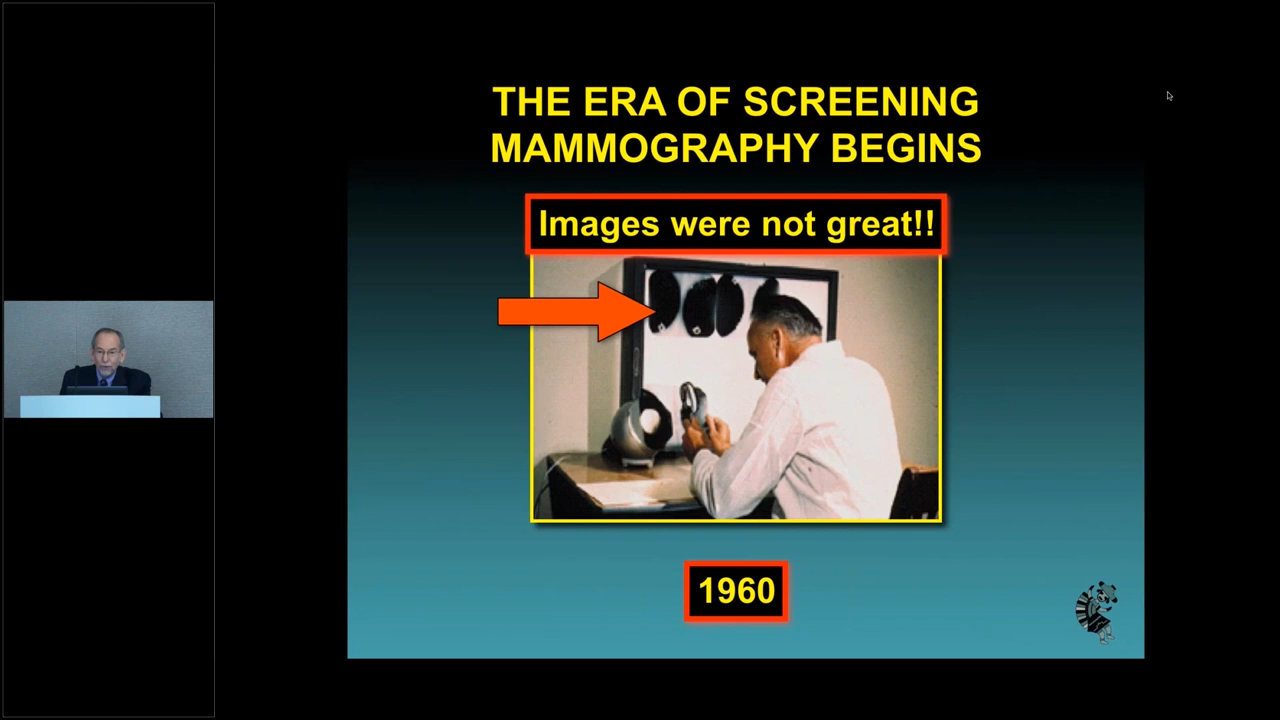 THE ERA OF SCREENING
MAMMOGRAPHY BEGINS
Images were not great!!
1960